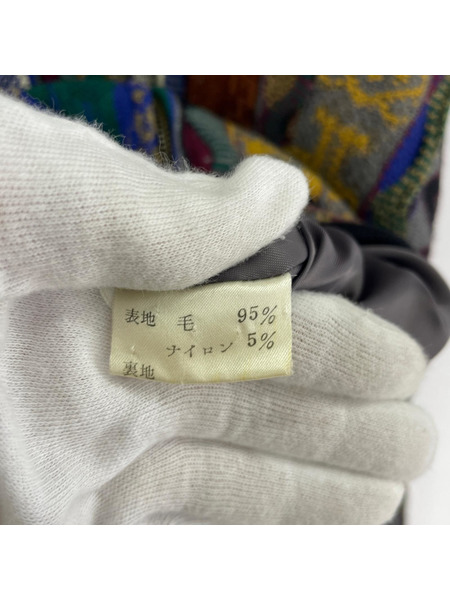 表地 毛 95%
ナイロン 5%
裏地